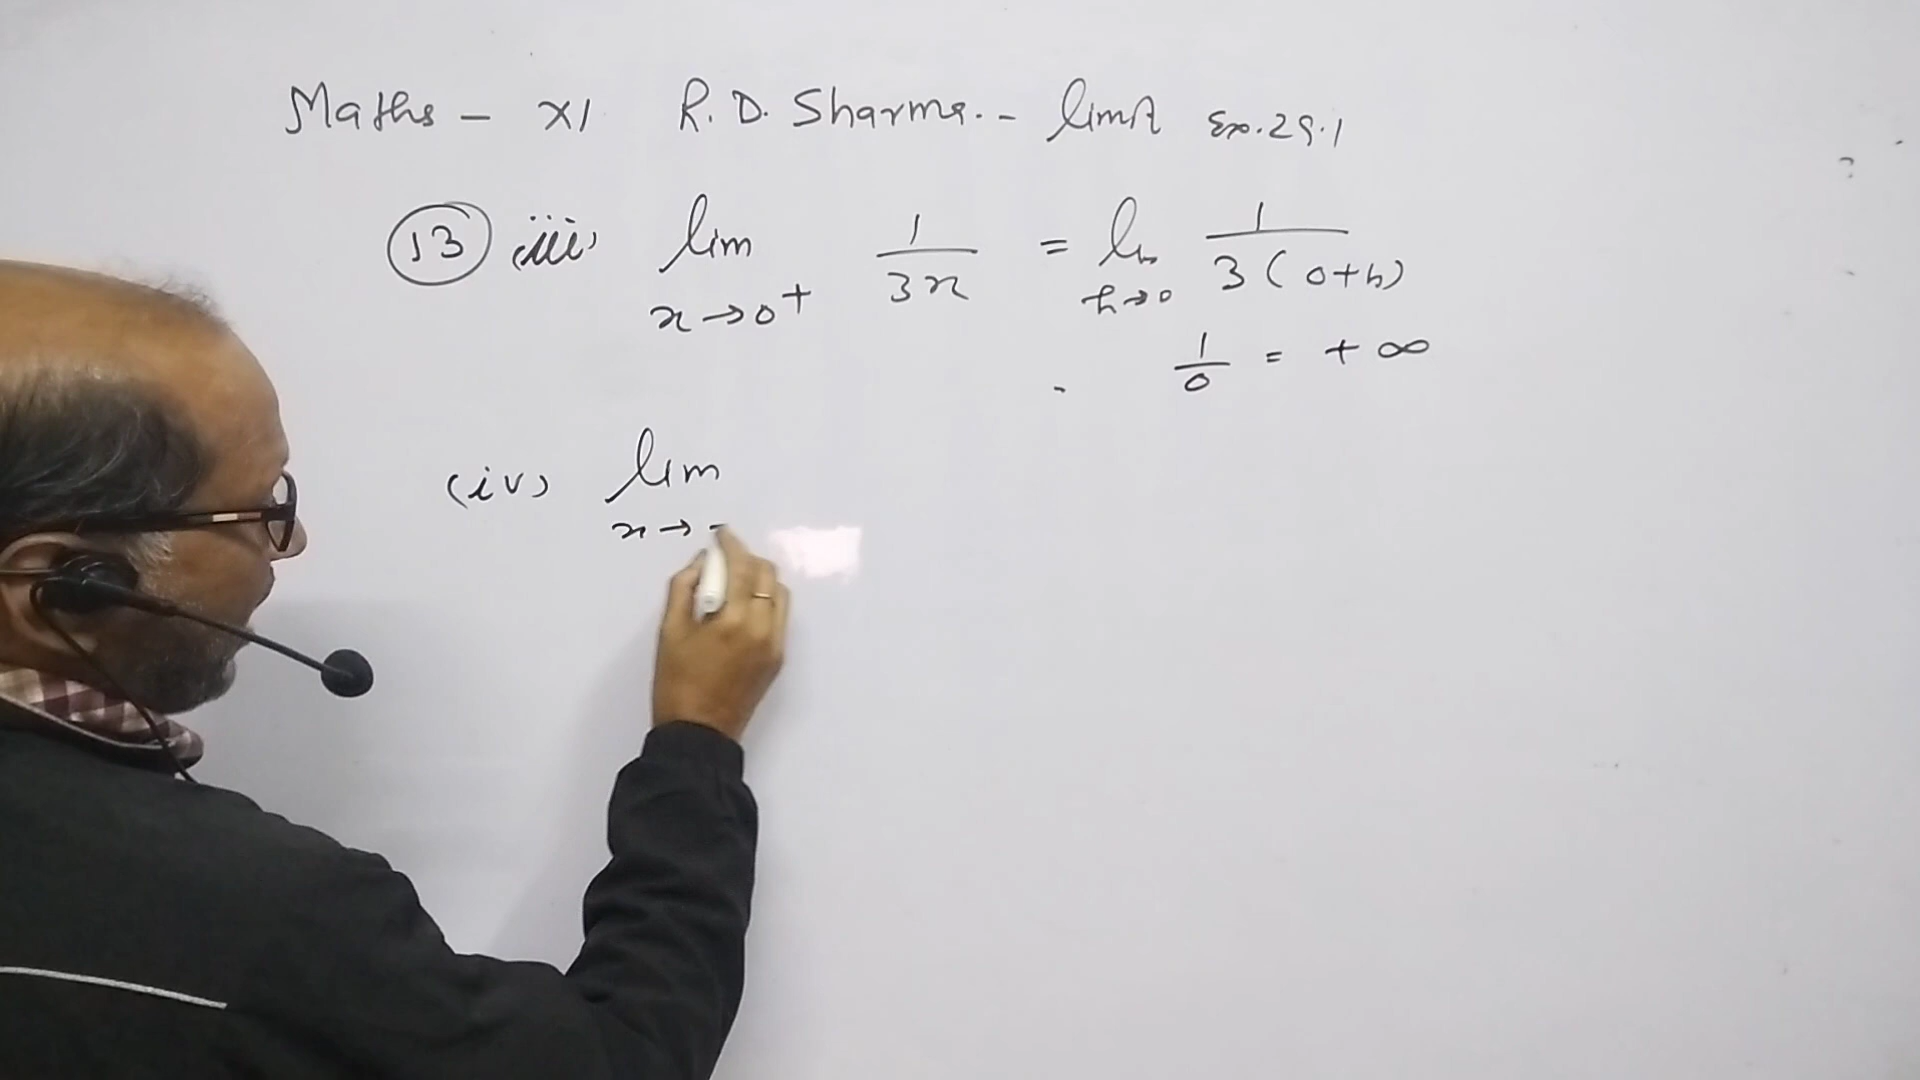 Maths - XI R.D. Sharma.- limit Ex.29.1
13 (iii) lim x→0+ 1/3x = lim h→0 1/3(0+h)
1/0 = + ∞
(iv) lim x→ -